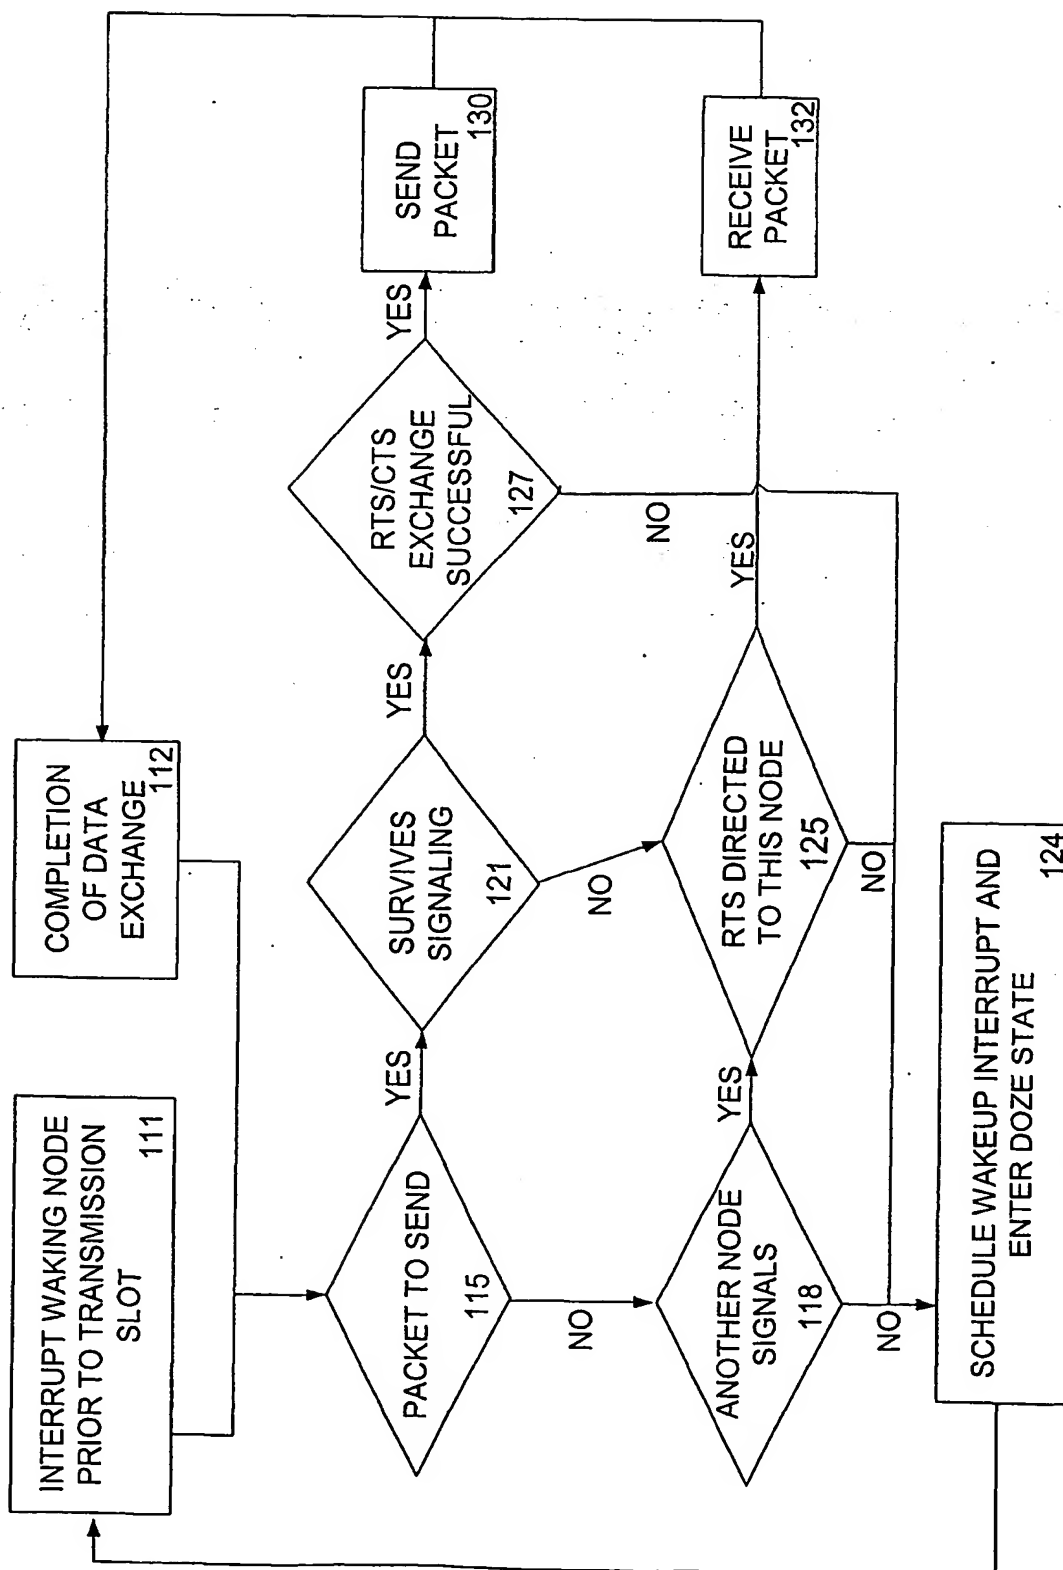 INTERRUPT WAKING NODE
PRIOR TO TRANSMISSION
SLOT
111
COMPLETION
OF DATA
EXCHANGE
112
PACKET TO SEND
115
YES
NO
SURVIVES
SIGNALING
121
YES
NO
RTS/CTS
EXCHANGE
SUCCESSFUL
127
YES
NO
SEND
PACKET
130
ANOTHER NODE
SIGNALS
118
YES
NO
RTS DIRECTED
TO THIS NODE
125
YES
NO
RECEIVE
PACKET
132
SCHEDULE WAKEUP INTERRUPT AND
ENTER DOZE STATE
124